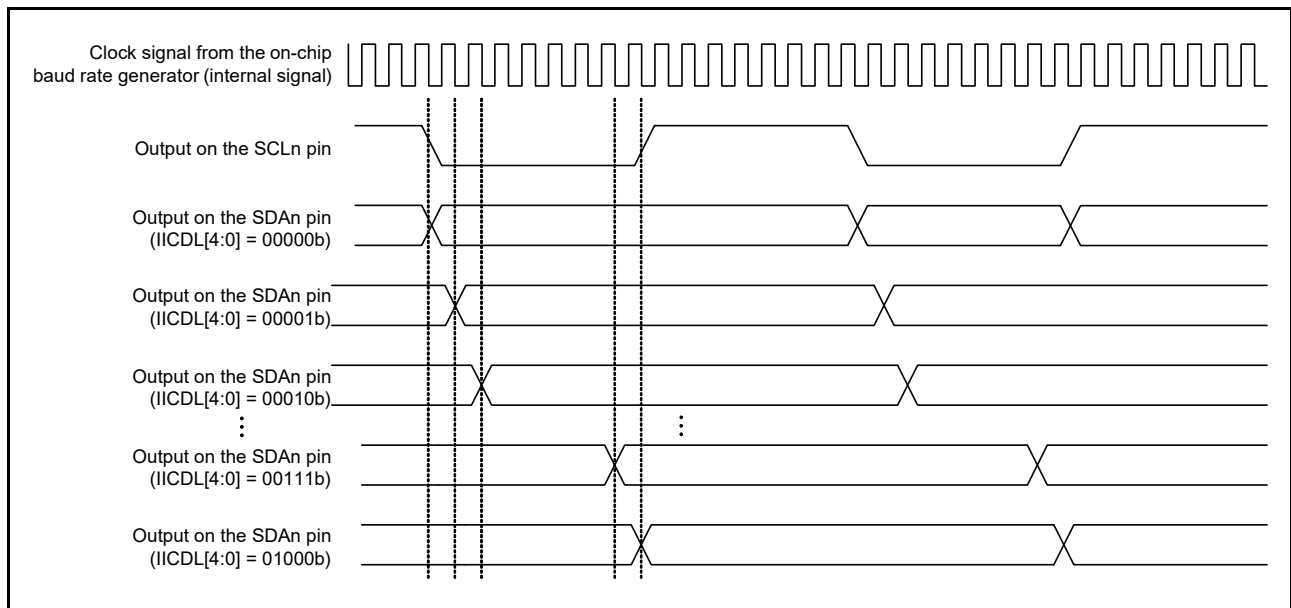 Clock signal from the on-chip
baud rate generator (internal signal)
Output on the SCLn pin
Output on the SDAn pin
(IICDL[4:0] = 00000b)
Output on the SDAn pin
(IICDL[4:0] = 00001b)
Output on the SDAn pin
(IICDL[4:0] = 00010b)
Output on the SDAn pin
(IICDL[4:0] = 00111b)
Output on the SDAn pin
(IICDL[4:0] = 01000b)